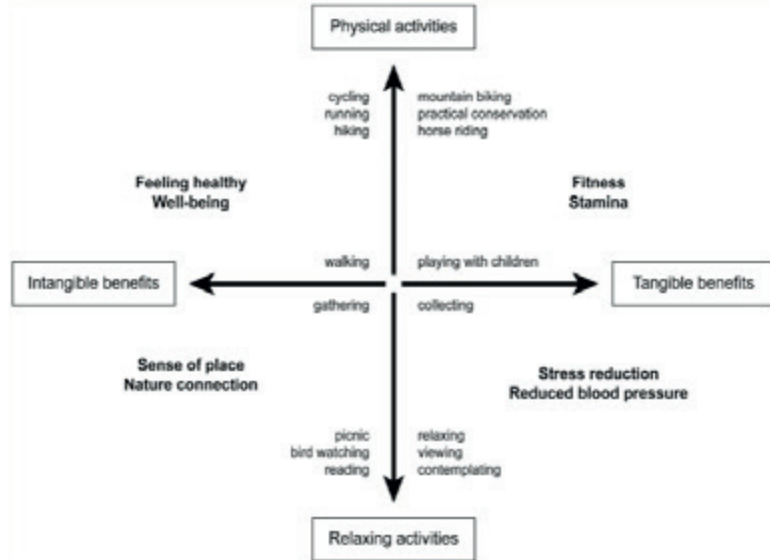 Physical activities
cycling
running
hiking
mountain biking
practical conservation
horse riding
Feeling healthy
Well-being
Fitness
Stamina
walking
playing with children
Intangible benefits
Tangible benefits
gathering
collecting
Sense of place
Nature connection
Stress reduction
Reduced blood pressure
picnic
bird watching
reading
relaxing
viewing
contemplating
Relaxing activities